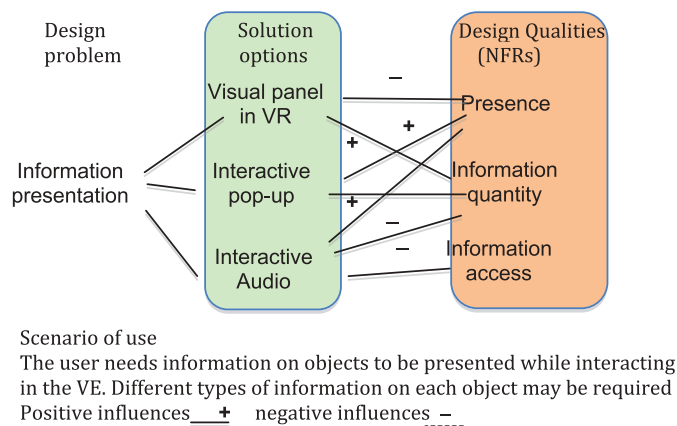 Design
problem
Solution
options
Design Qualities
(NFRs)
Visual panel
in VR
Presence
Information
presentation
Interactive
pop-up
Information
quantity
Interactive
Audio
Information
access
–
+
+
+
–
–
Scenario of use
The user needs information on objects to be presented while interacting
in the VE. Different types of information on each object may be required
Positive influences + negative influences –